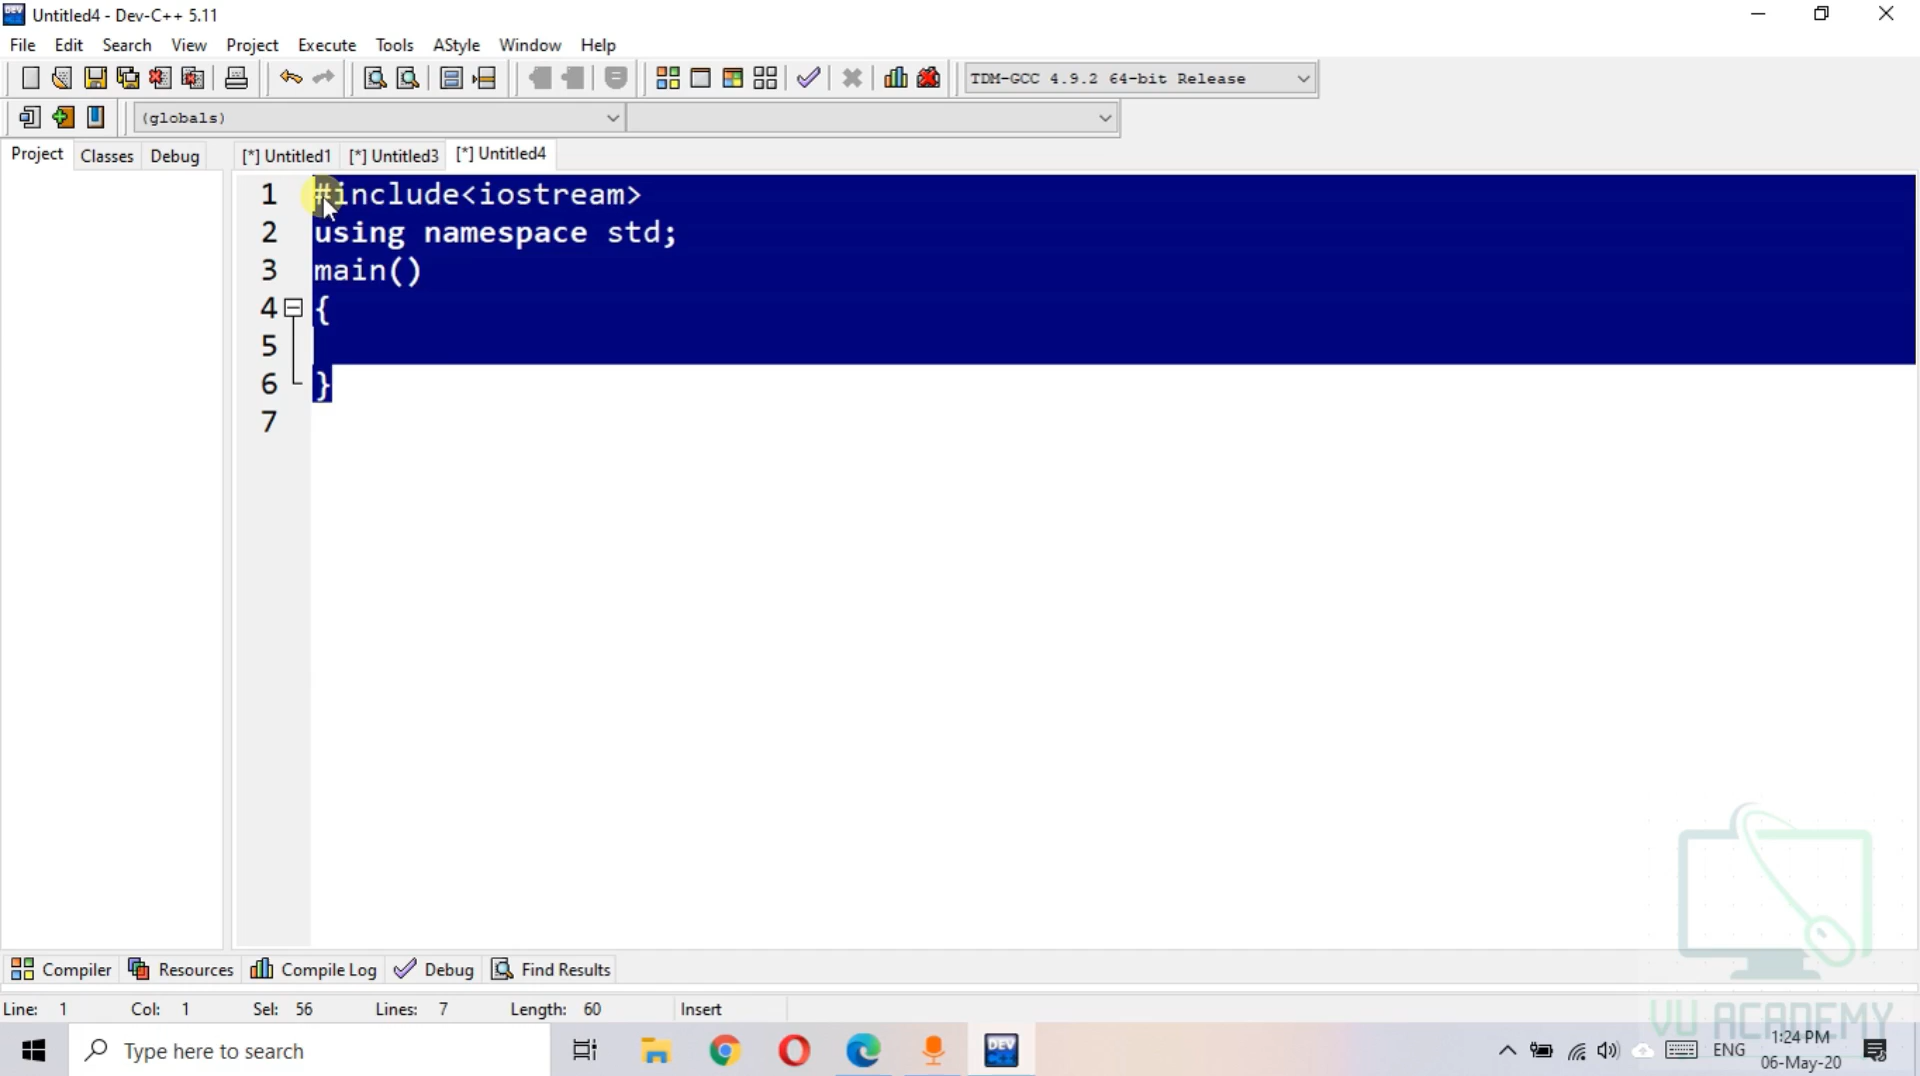 Untitled4 - Dev-C++ 5.11
File Edit Search View Project Execute Tools AStyle Window Help
TDM-GCC 4.9.2 64-bit Release
(globals)
Project Classes Debug [*] Untitled1 [*] Untitled3 [*] Untitled4
1 #include<iostream>
2 using namespace std;
3 main()
4 {
5
6 }
7
Compiler Resources Compile Log Debug Find Results
Line: 1 Col: 1 Sel: 56 Lines: 7 Length: 60 Insert
VU ACADEMY
DEV C++
Type here to search
ENG
1:24 PM
06-May-20